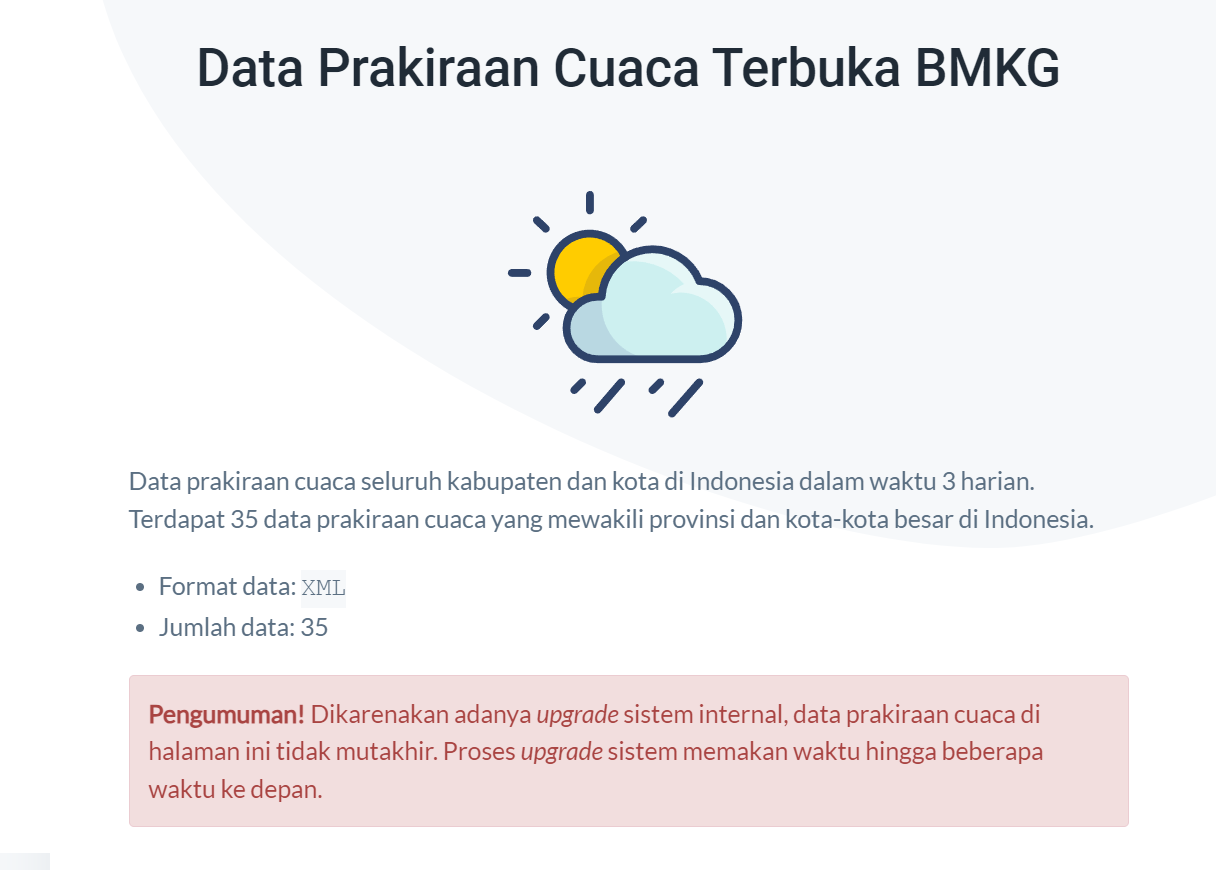 Data Prakiraan Cuaca Terbuka BMKG
Data prakiraan cuaca seluruh kabupaten dan kota di Indonesia dalam waktu 3 harian.
Terdapat 35 data prakiraan cuaca yang mewakili provinsi dan kota-kota besar di Indonesia.
• Format data: XML
• Jumlah data: 35
Pengumuman! Dikarenakan adanya upgrade sistem internal, data prakiraan cuaca di
halaman ini tidak mutakhir. Proses upgrade sistem memakan waktu hingga beberapa
waktu ke depan.